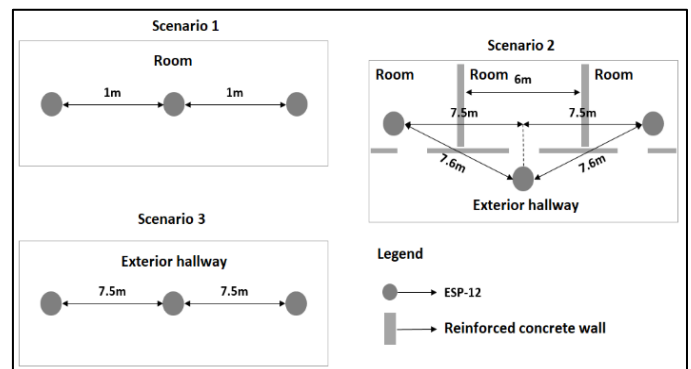 Scenario 1
Room
1m 1m
Scenario 2
Room Room Room
6m
7.5m 7.5m
7.6m 7.6m
Exterior hallway
Scenario 3
Exterior hallway
7.5m 7.5m
Legend
ESP-12
Reinforced concrete wall